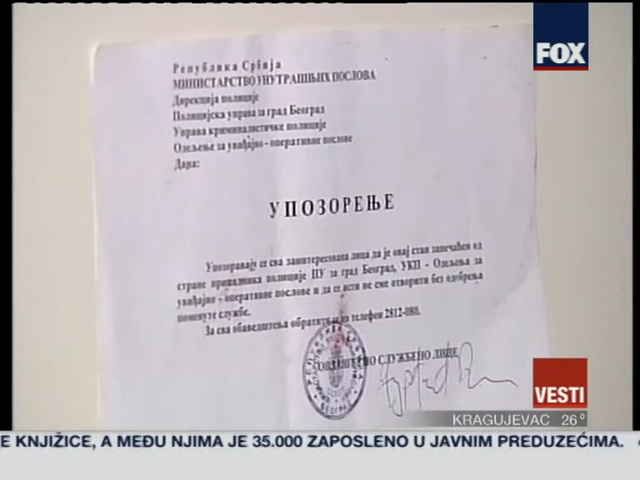 FOX
Република Србија
МИНИСТАРСТВО УНУТРАШЊИХ ПОСЛОВА
Дирекција полиције
Полицијска управа за град Београд
Управа криминалистичке полиције
Одељење за увиђајно - оперативне послове
Дана:
УПОЗОРЕЊЕ
Упозоравају се сва заинтересована лица да је овај стан запечаћен од
стране припадника полиције ПУ за град Београд, УКП - Одељења за
увиђајно - оперативне послове и да се исти не сме отворити без одобрења
поменуте службе.
За сва обавештења обратити се на телефон 2812-080.
ОВЛАШЋЕНО СЛУЖБЕНО ЛИЦЕ
VESTI
KRAGUJEVAC 26°
E KNJIŽICE, A MEĐU NJIMA JE 35.000 ZAPOSLENO U JAVNIM PREDUZEĆIMA.